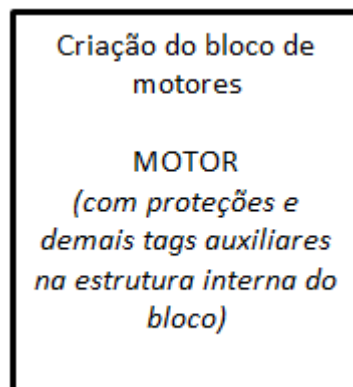 Criação do bloco de
motores
MOTOR
(com proteções e
demais tags auxiliares
na estrutura interna do
bloco)